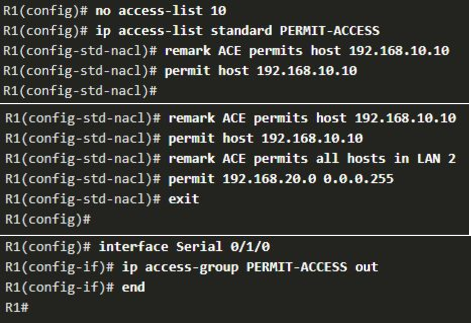 R1(config)# no access-list 10
R1(config)# ip access-list standard PERMIT-ACCESS
R1(config-std-nacl)# remark ACE permits host 192.168.10.10
R1(config-std-nacl)# permit host 192.168.10.10
R1(config-std-nacl)#
R1(config-std-nacl)# remark ACE permits host 192.168.10.10
R1(config-std-nacl)# permit host 192.168.10.10
R1(config-std-nacl)# remark ACE permits all hosts in LAN 2
R1(config-std-nacl)# permit 192.168.20.0 0.0.0.255
R1(config-std-nacl)# exit
R1(config)#
R1(config)# interface Serial 0/1/0
R1(config-if)# ip access-group PERMIT-ACCESS out
R1(config-if)# end
R1#